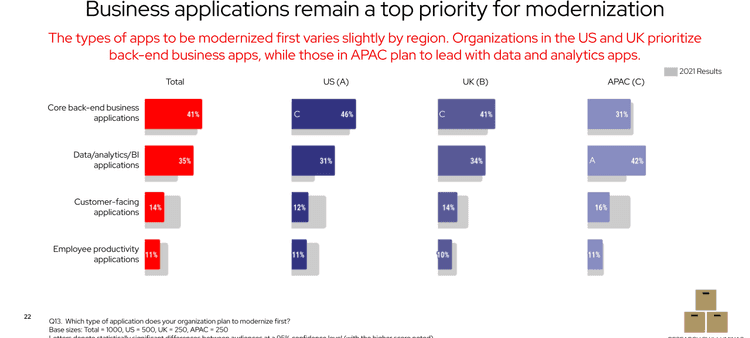 Business applications remain a top priority for modernization
The types of apps to be modernized first varies slightly by region. Organizations in the US and UK prioritize
back-end business apps, while those in APAC plan to lead with data and analytics apps.
2021 Results
Total
US (A)
UK (B)
APAC (C)
Core back-end business
applications
41%
C 46%
C 41%
31%
Data/analytics/BI
applications
35%
31%
34%
A 42%
Customer-facing
applications
14%
12%
14%
16%
Employee productivity
applications
11%
11%
10%
11%
22
Q13. Which type of application does your organization plan to modernize first?
Base sizes: Total = 1000, US = 500, UK = 250, APAC = 250